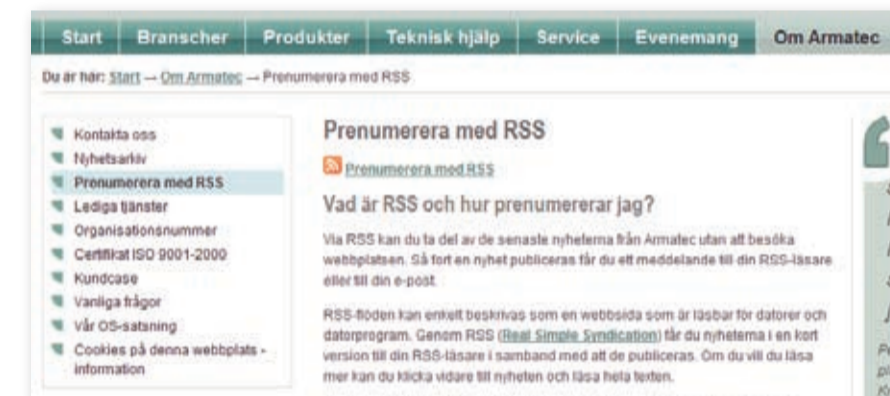 Start Branscher Produkter Teknisk hjälp Service Evenemang Om Armatec
Du är här: Start → Om Armatec → Prenumerera med RSS
Kontakta oss
Nyhetsarkiv
Prenumerera med RSS
Lediga tjänster
Organisationsnummer
Certifikat ISO 9001-2000
Kundcase
Vanliga frågor
Vår OS-satsning
Cookies på denna webbplats -
information
Prenumerera med RSS
Prenumerera med RSS
Vad är RSS och hur prenumererar jag?
Via RSS kan du ta del av de senaste nyheterna från Armatec utan att besöka
webbplatsen. Så fort en nyhet publiceras får du ett meddelande till din RSS-läsare
eller till din e-post.
RSS-flöden kan enkelt beskrivas som en webbsida som är läsbar för datorer och
datorprogram. Genom RSS (Real Simple Syndication) får du nyheterna i en kort
version till din RSS-läsare i samband med att de publiceras. Om du vill du läsa
mer kan du klicka vidare till nyheten och läsa hela texten.